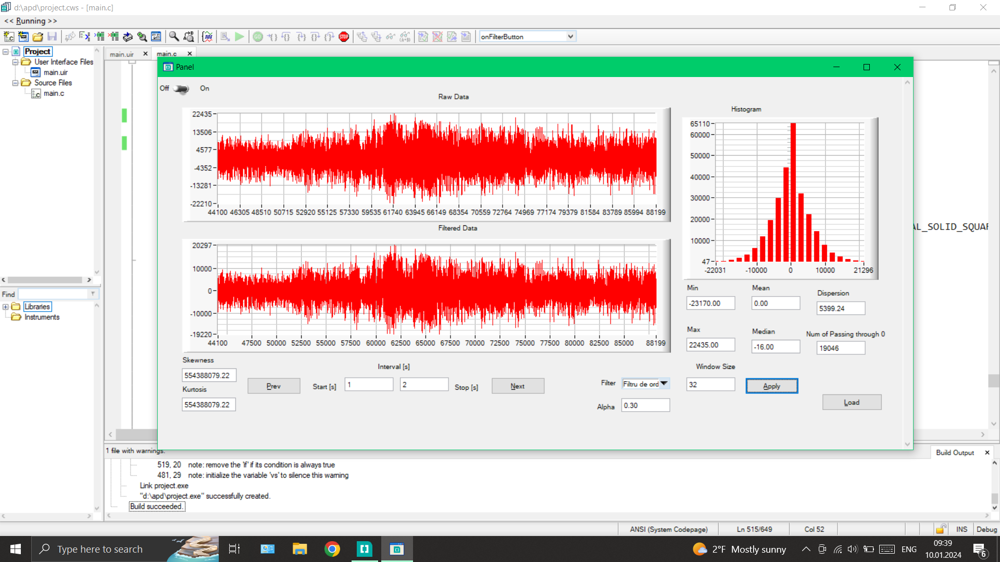 d:\apd\project.cws - [main.c]
<< Running >>
onFilterButton
Project
User Interface Files
main.uir
Source Files
main.c
Find
Libraries
Instruments
main.uir
main.c
Panel
Off
On
Raw Data
22435
13506
4577
-4352
-13281
-22210
44100 46305 48510 50715 52920 55125 57330 59535 61740 63945 66149 68354 70559 72764 74969 77174 79379 81584 83789 85994 88199
Filtered Data
20297
10000
0
-10000
-19220
44100 47500 50000 52500 55000 57500 60000 62500 65000 67500 70000 72500 75000 77500 80000 82500 85000 88199
Histogram
65110
60000
50000
40000
30000
20000
10000
47
-22031 -10000 0 10000 21296
Min
-23170.00
Mean
0.00
Dispersion
5399.24
Max
22435.00
Median
-16.00
Num of Passing through 0
19046
Skewness
554388079.22
Kurtosis
554388079.22
Prev
Interval [s]
Start [s]
1
2
Stop [s]
Next
Filter
Filtru de ord
Alpha
0.30
Window Size
32
Apply
Load
AL_SOLID_SQUAR
1 file with warnings.
Build Output
519, 20 note: remove the 'if' if its condition is always true
481, 29 note: initialize the variable 'vs' to silence this warning
Link project.exe
"d:\apd\project.exe" successfully created.
Build succeeded.
ANSI (System Codepage)
Ln 515/649
Col 52
INS
Debug
Type here to search
2°F Mostly sunny
ENG
09:39
10.01.2024
6